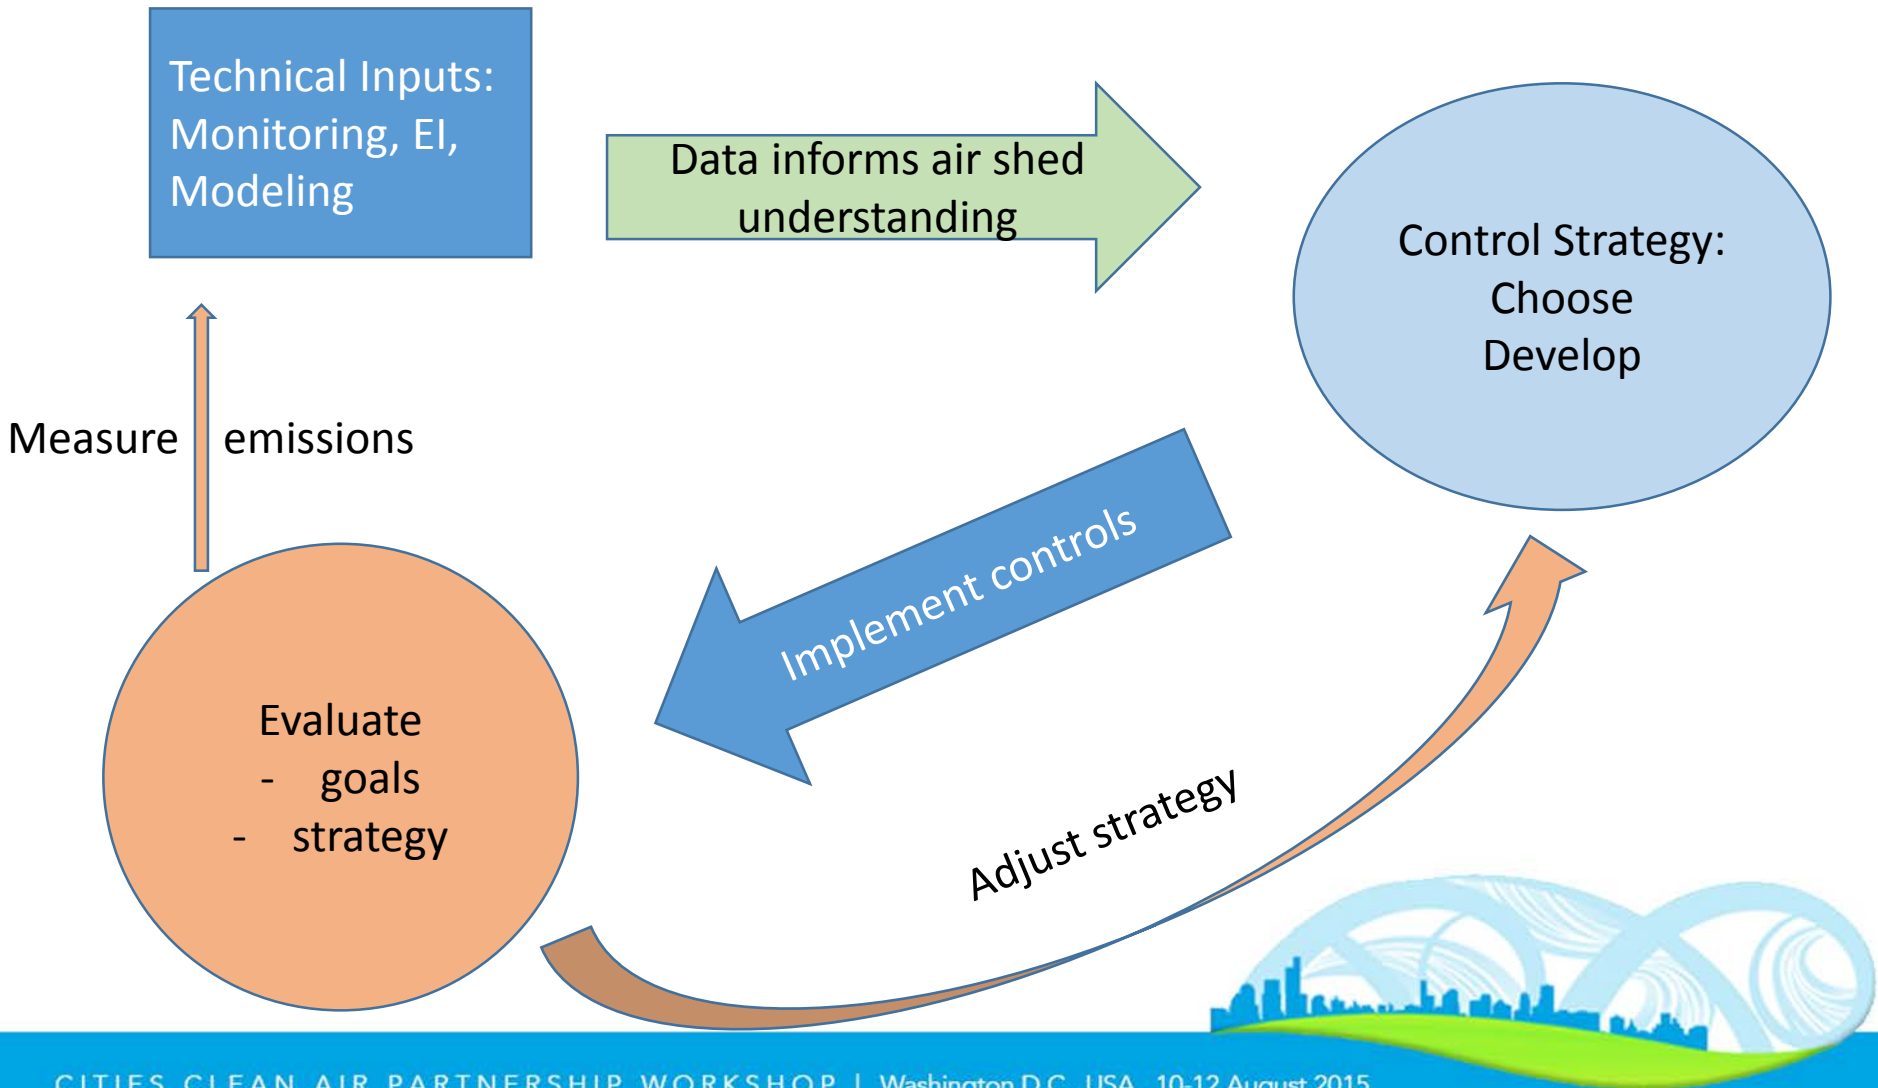 Technical Inputs:
Monitoring, EI,
Modeling
Data informs air shed
understanding
Control Strategy:
Choose
Develop
Measure emissions
Implement controls
Evaluate
- goals
- strategy
Adjust strategy
CITIES CLEAN AIR PARTNERSHIP WORKSHOP | Washington D.C. USA, 10-12 August 2015